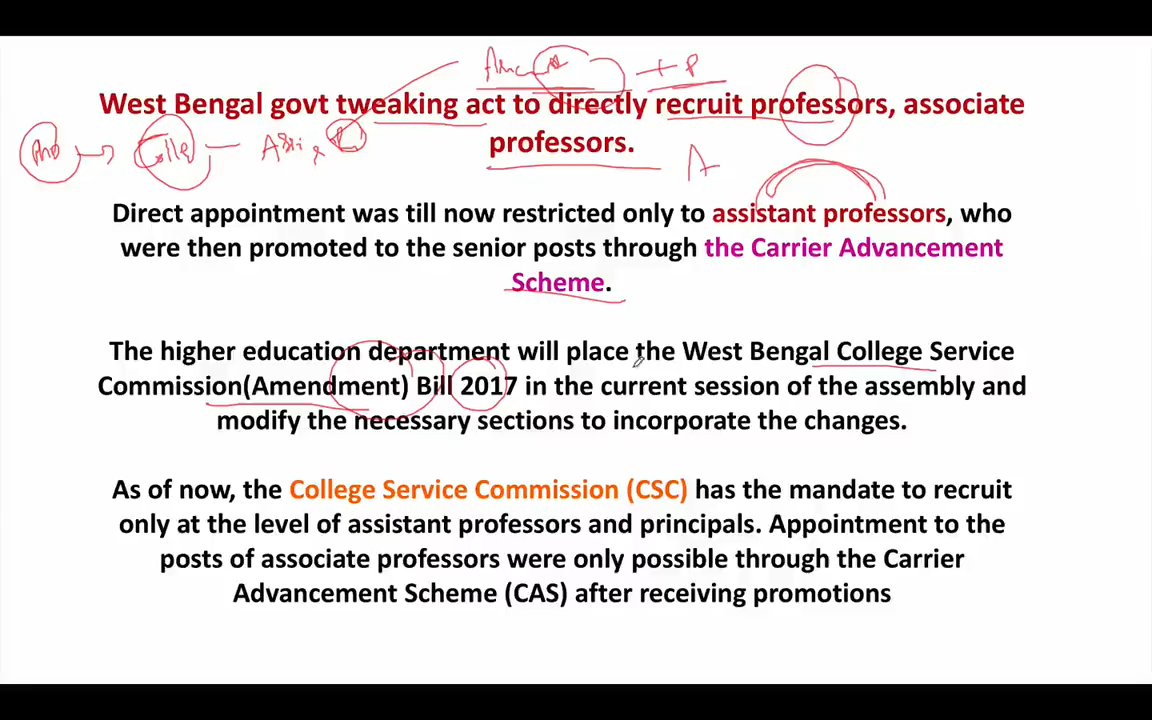 + P
West Bengal govt tweaking act to directly recruit professors, associate
professors.
A
Direct appointment was till now restricted only to assistant professors, who
were then promoted to the senior posts through the Carrier Advancement
Scheme.
The higher education department will place the West Bengal College Service
Commission(Amendment) Bill 2017 in the current session of the assembly and
modify the necessary sections to incorporate the changes.
As of now, the College Service Commission (CSC) has the mandate to recruit
only at the level of assistant professors and principals. Appointment to the
posts of associate professors were only possible through the Carrier
Advancement Scheme (CAS) after receiving promotions